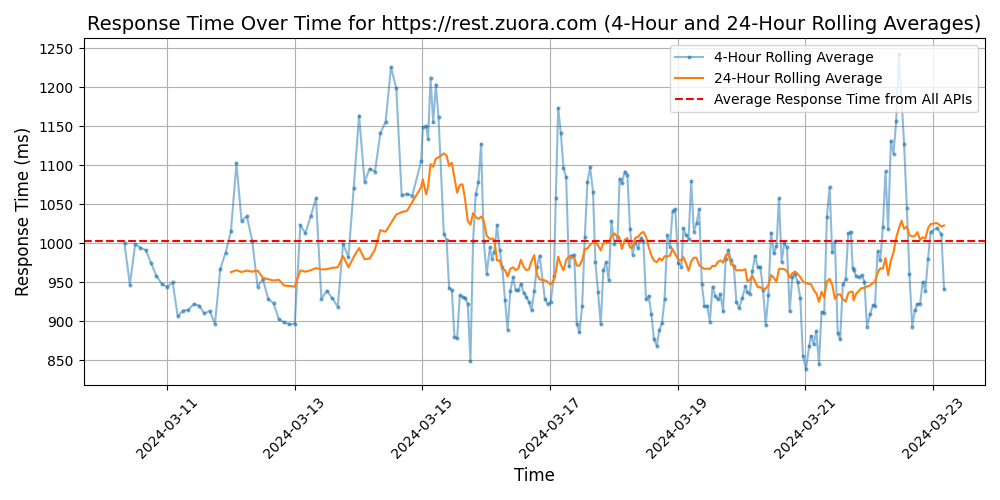 Response Time Over Time for https://rest.zuora.com (4-Hour and 24-Hour Rolling Averages)
4-Hour Rolling Average
24-Hour Rolling Average
Average Response Time from All APIs
Response Time (ms)
1250
1200
1150
1100
1050
1000
950
900
850
2024-03-11
2024-03-13
2024-03-15
2024-03-17
2024-03-19
2024-03-21
2024-03-23
Time